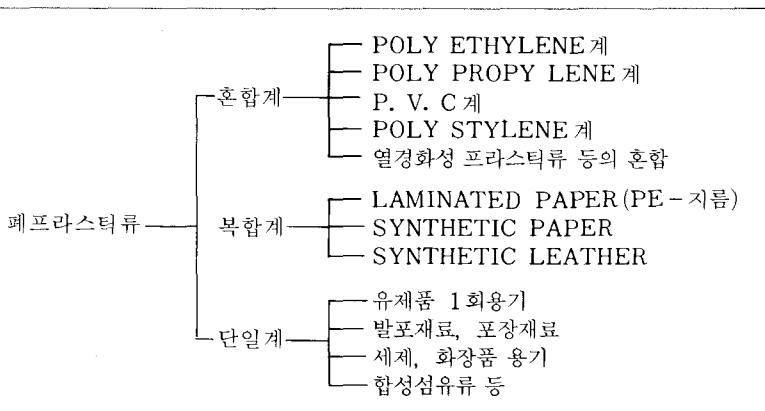 POLY ETHYLENE계
POLY PROPY LENE계
혼합계
P. V. C계
POLY STYLENE계
열경화성 프라스틱류 등의 혼합
LAMINATED PAPER(PE-지름)
폐프라스틱류
복합계
SYNTHETIC PAPER
SYNTHETIC LEATHER
유제품 1회용기
발포재료, 포장재료
단일계
세제, 화장품 용기
합성섬유류 등